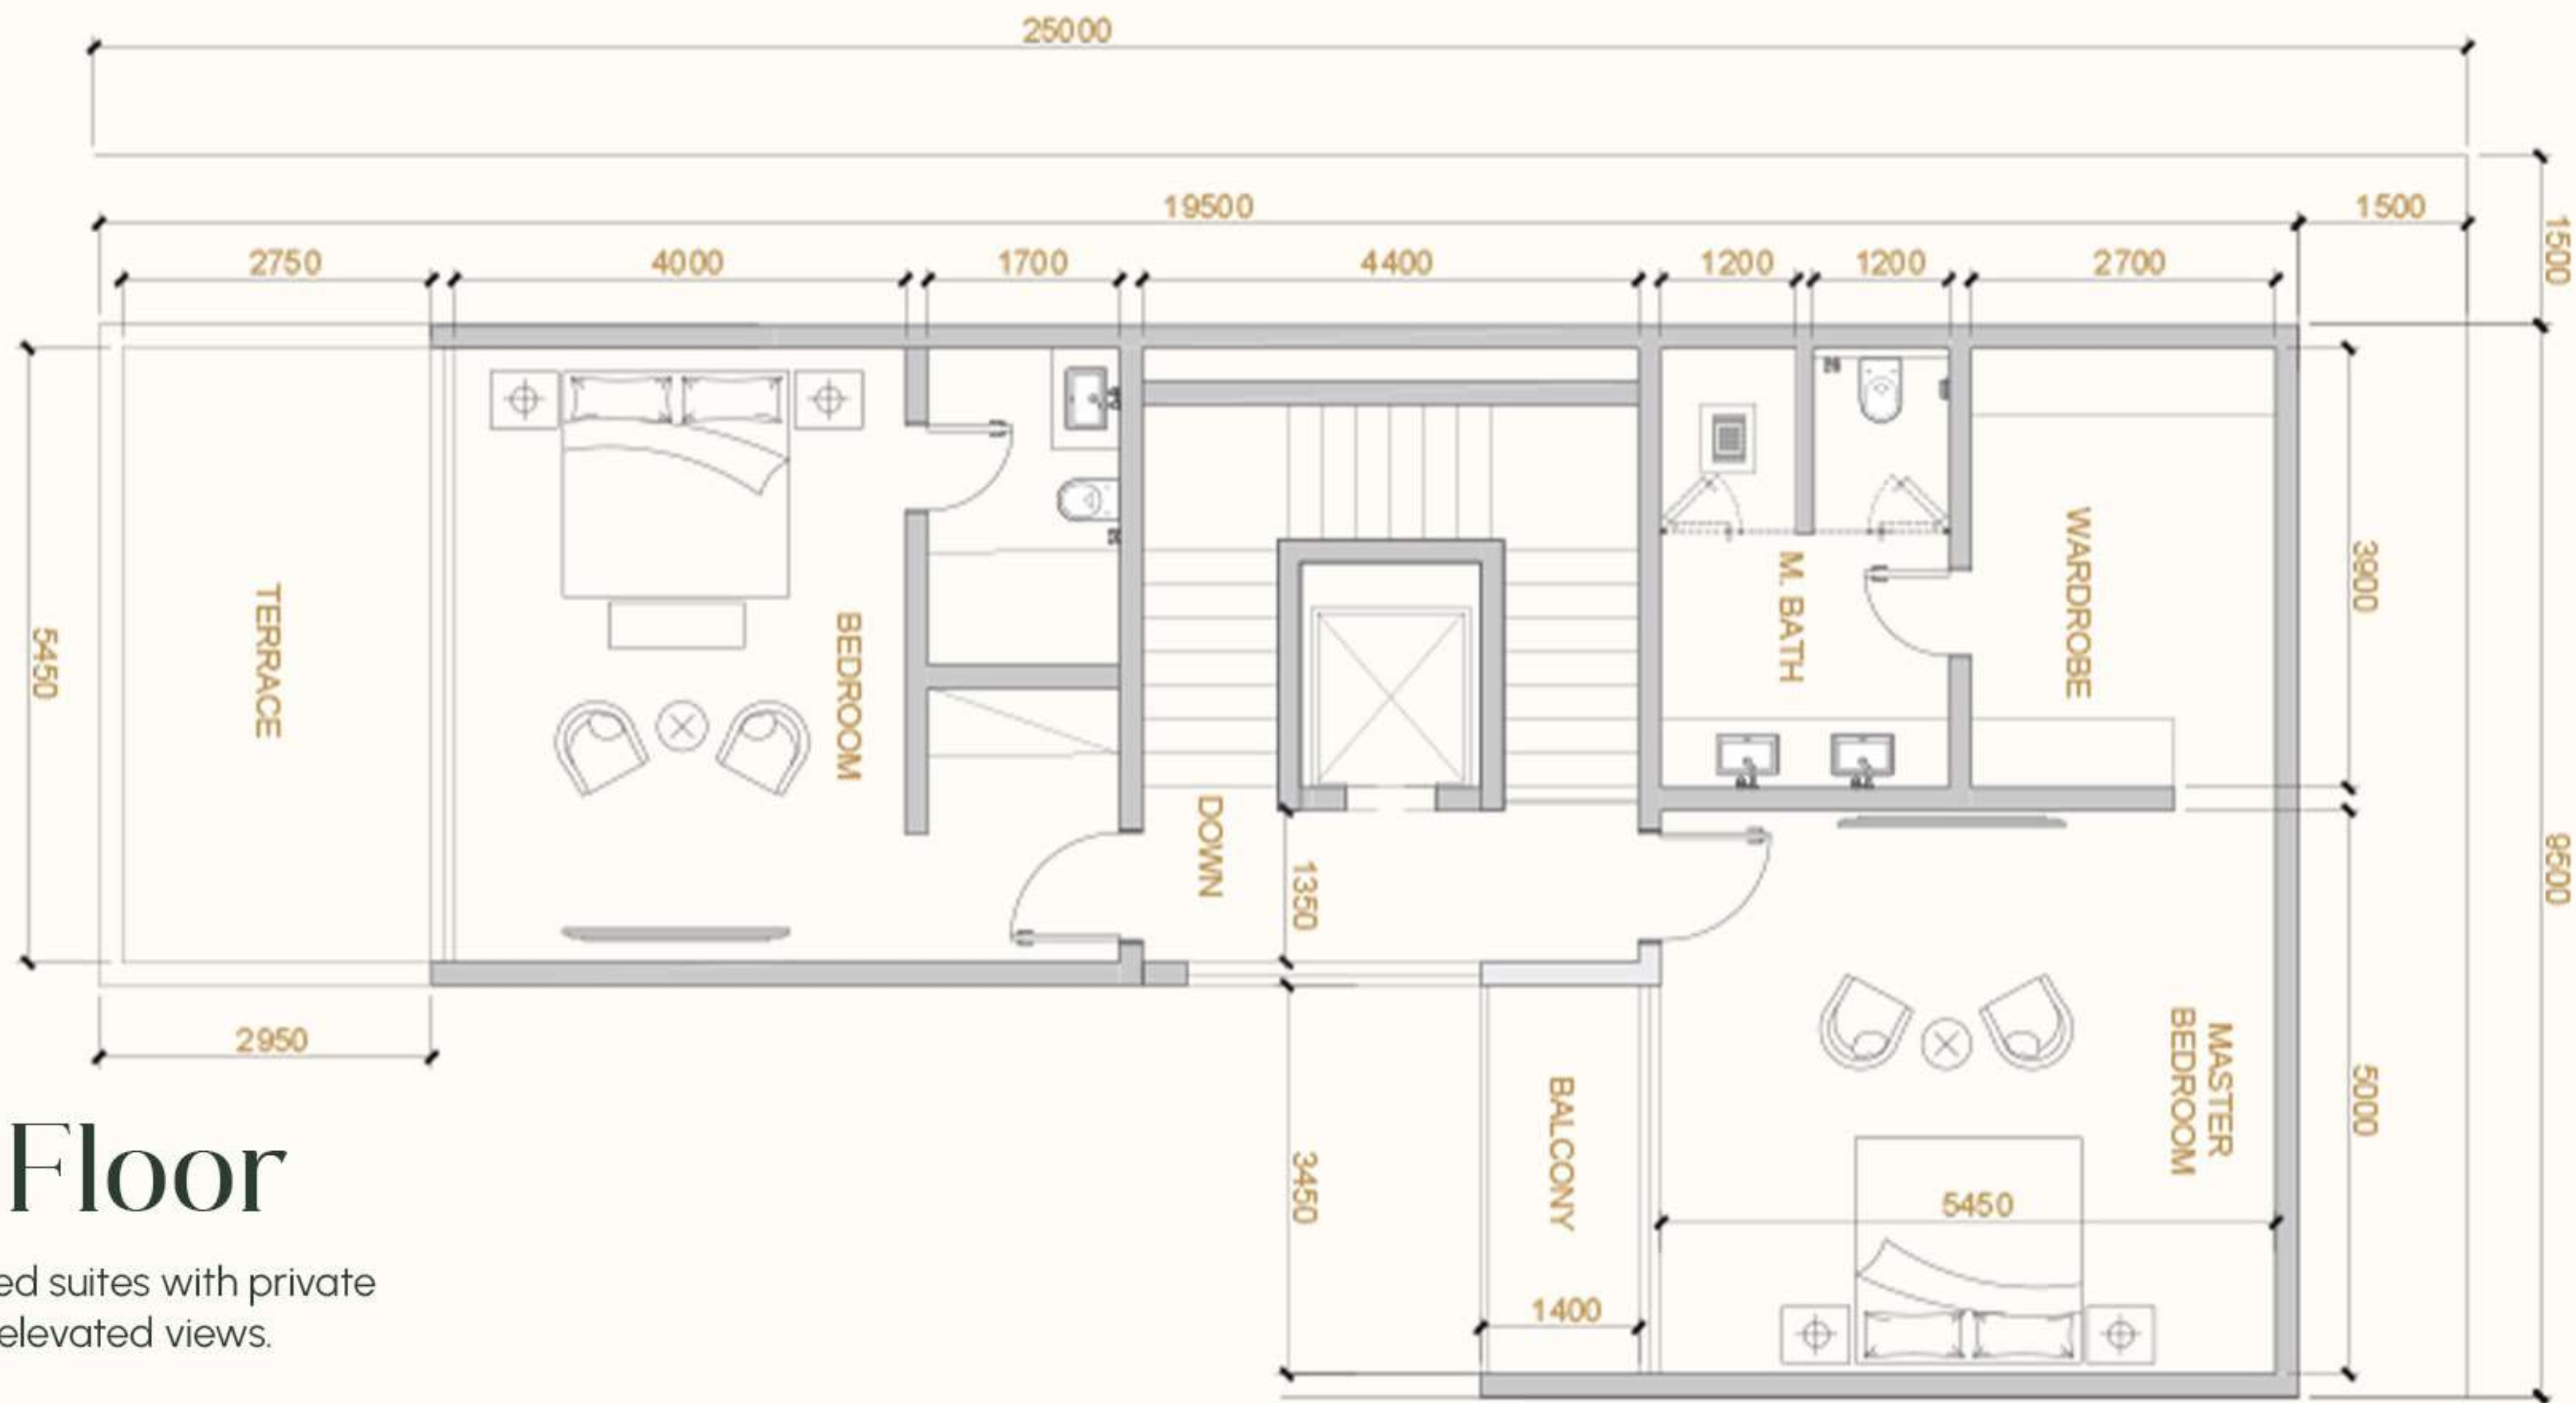 25000
19500
1500
1500
2750
4000
1700
4400
1200
1200
2700
5450
TERRACE
BEDROOM
DOWN
1350
M. BATH
WARDROBE
3900
9500
2950
3450
BALCONY
1400
MASTER
BEDROOM
5450
5000
Floor
ed suites with private
elevated views.